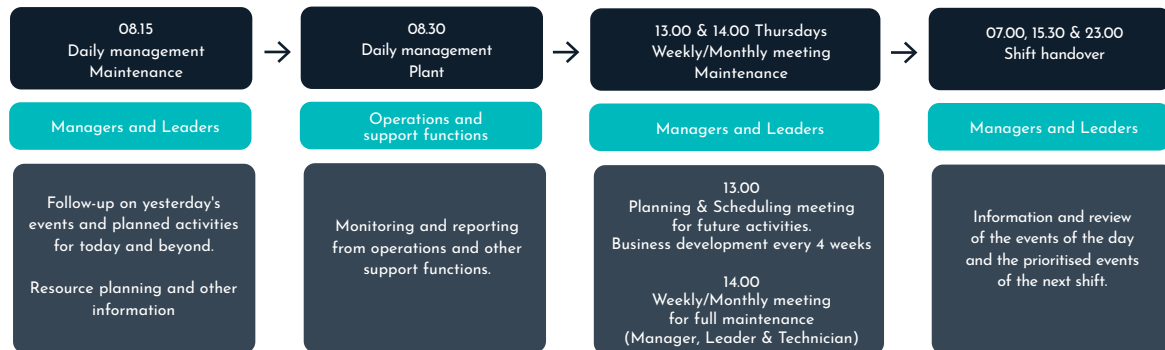 08.15
Daily management
Maintenance
Managers and Leaders
Follow-up on yesterday's
events and planned activities
for today and beyond.
Resource planning and other
information
08.30
Daily management
Plant
Operations and
support functions
Monitoring and reporting
from operations and other
support functions.
13.00 & 14.00 Thursdays
Weekly/Monthly meeting
Maintenance
Managers and Leaders
13.00
Planning & Scheduling meeting
for future activities.
Business development every 4 weeks
14.00
Weekly/Monthly meeting
for full maintenance
(Manager, Leader & Technician)
07.00, 15.30 & 23.00
Shift handover
Managers and Leaders
Information and review
of the events of the day
and the prioritised events
of the next shift.